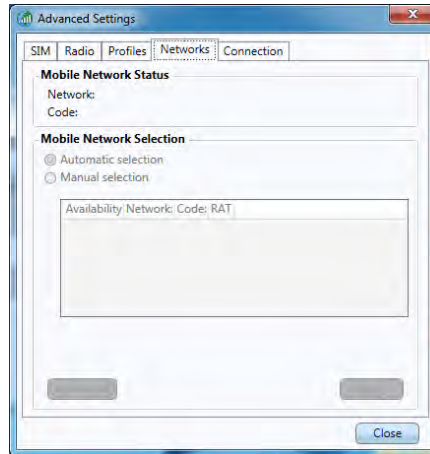 Advanced Settings
SIM Radio Profiles Networks Connection
Mobile Network Status
Network:
Code:
Mobile Network Selection
Automatic selection
Manual selection
Availability Network: Code: RAT
Close